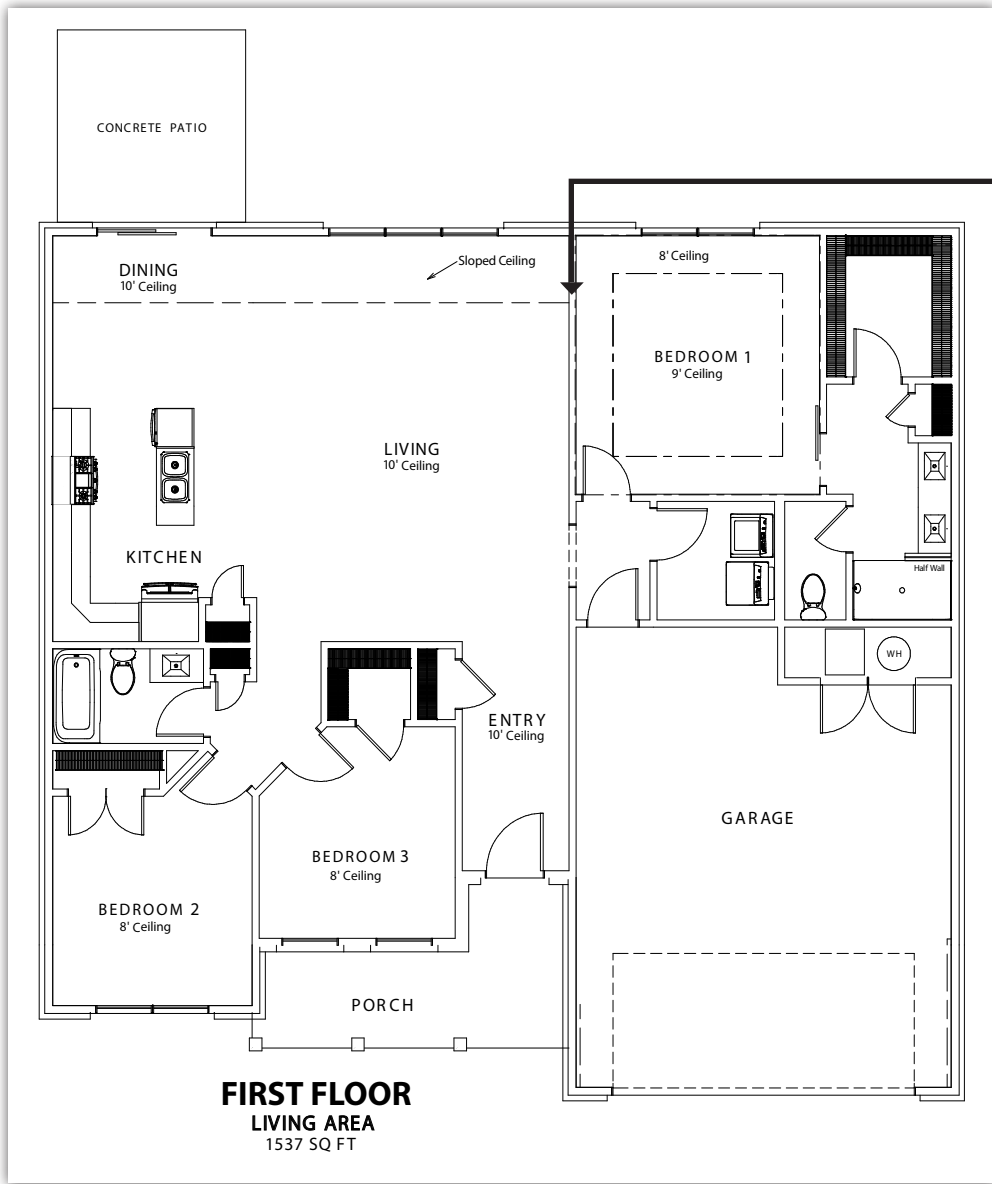 CONCRETE PATIO
DINING
10' Ceiling
Sloped Ceiling
8' Ceiling
BEDROOM 1
9' Ceiling
LIVING
10' Ceiling
KITCHEN
Half Wall
WH
ENTRY
10' Ceiling
GARAGE
BEDROOM 3
8' Ceiling
BEDROOM 2
8' Ceiling
PORCH
FIRST FLOOR
LIVING AREA
1537 SQ FT